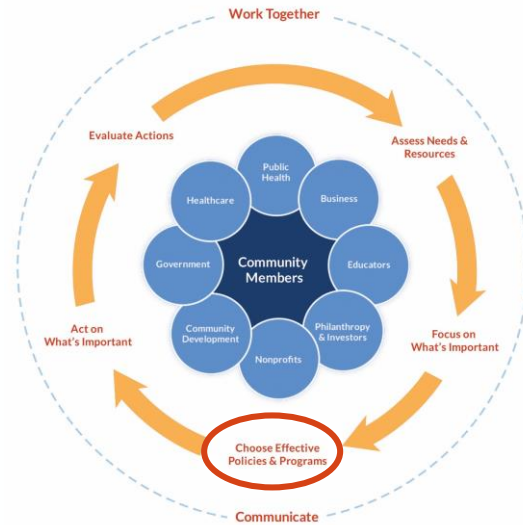 Work Together
Evaluate Actions
Assess Needs &
Resources
Public
Health
Healthcare
Business
Government
Community
Members
Educators
Act on
What's Important
Community
Development
Philanthropy
& Investors
Focus on
What's Important
Nonprofits
Choose Effective
Policies & Programs
Communicate